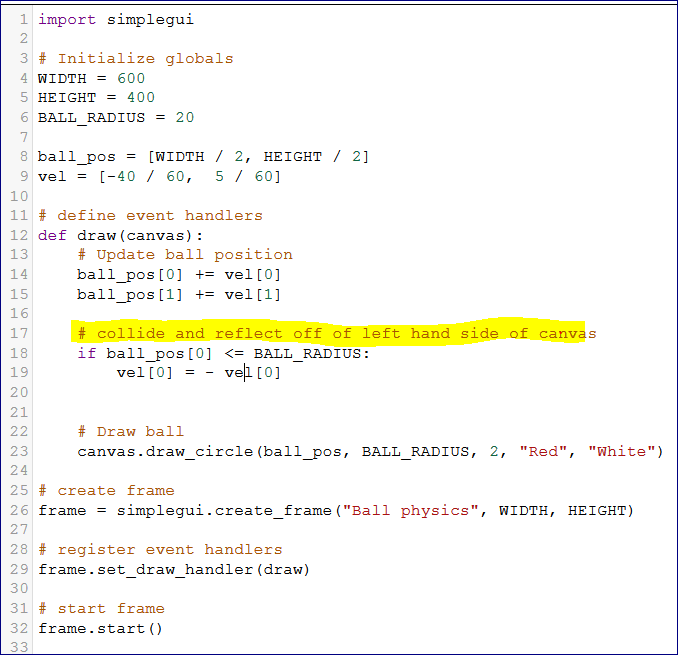 1 import simplegui
2
3 # Initialize globals
4 WIDTH = 600
5 HEIGHT = 400
6 BALL_RADIUS = 20
7
8 ball_pos = [WIDTH / 2, HEIGHT / 2]
9 vel = [-40 / 60,  5 / 60]
10
11 # define event handlers
12 def draw(canvas):
13     # Update ball position
14     ball_pos[0] += vel[0]
15     ball_pos[1] += vel[1]
16
17     # collide and reflect off of left hand side of canvas
18     if ball_pos[0] <= BALL_RADIUS:
19         vel[0] = - vel[0]
20
21
22     # Draw ball
23     canvas.draw_circle(ball_pos, BALL_RADIUS, 2, "Red", "White")
24
25 # create frame
26 frame = simplegui.create_frame("Ball physics", WIDTH, HEIGHT)
27
28 # register event handlers
29 frame.set_draw_handler(draw)
30
31 # start frame
32 frame.start()
33